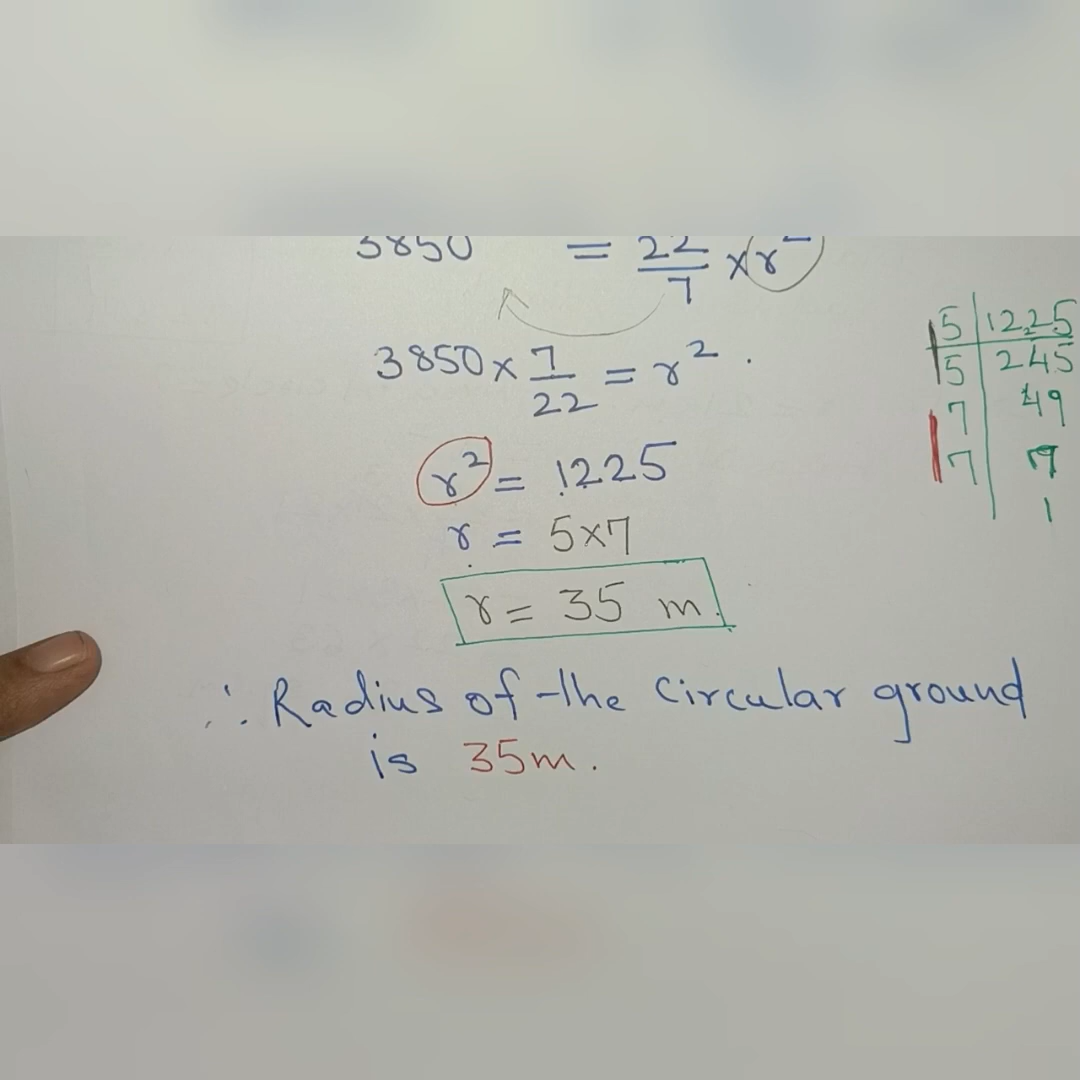 3850 = 22/7 × r²
3850 × 7/22 = r² .
r² = 1225
r = 5×7
r = 35 m.
∴ Radius of the circular ground
is 35m.
5 | 1225
5 | 245
7 | 49
7 | 7
1